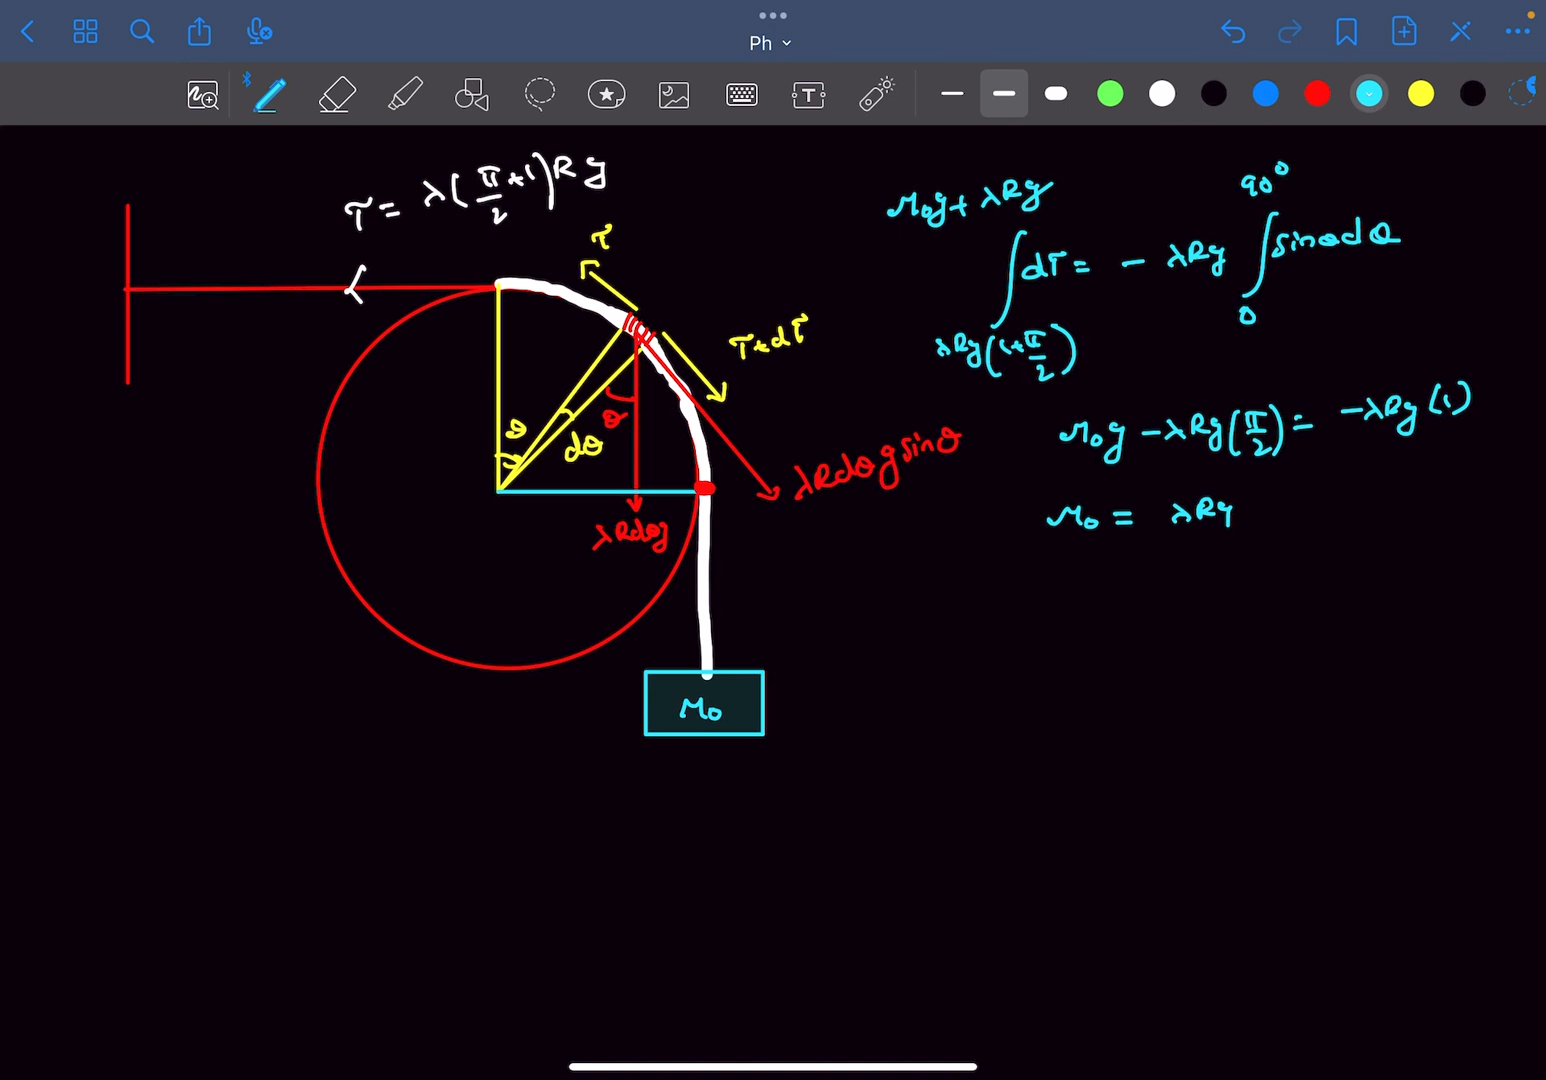 Ph
T = λ(π/2+1)Rg
T
T+dT
θ
dθ
θ
λRdθg sinθ
λRdθg
M₀
M₀g + λRg
∫dT = - λRg ∫sinθdθ
90°
0
λRg(1+π/2)
M₀g - λRg(π/2) = -λRg(1)
M₀ = λRg